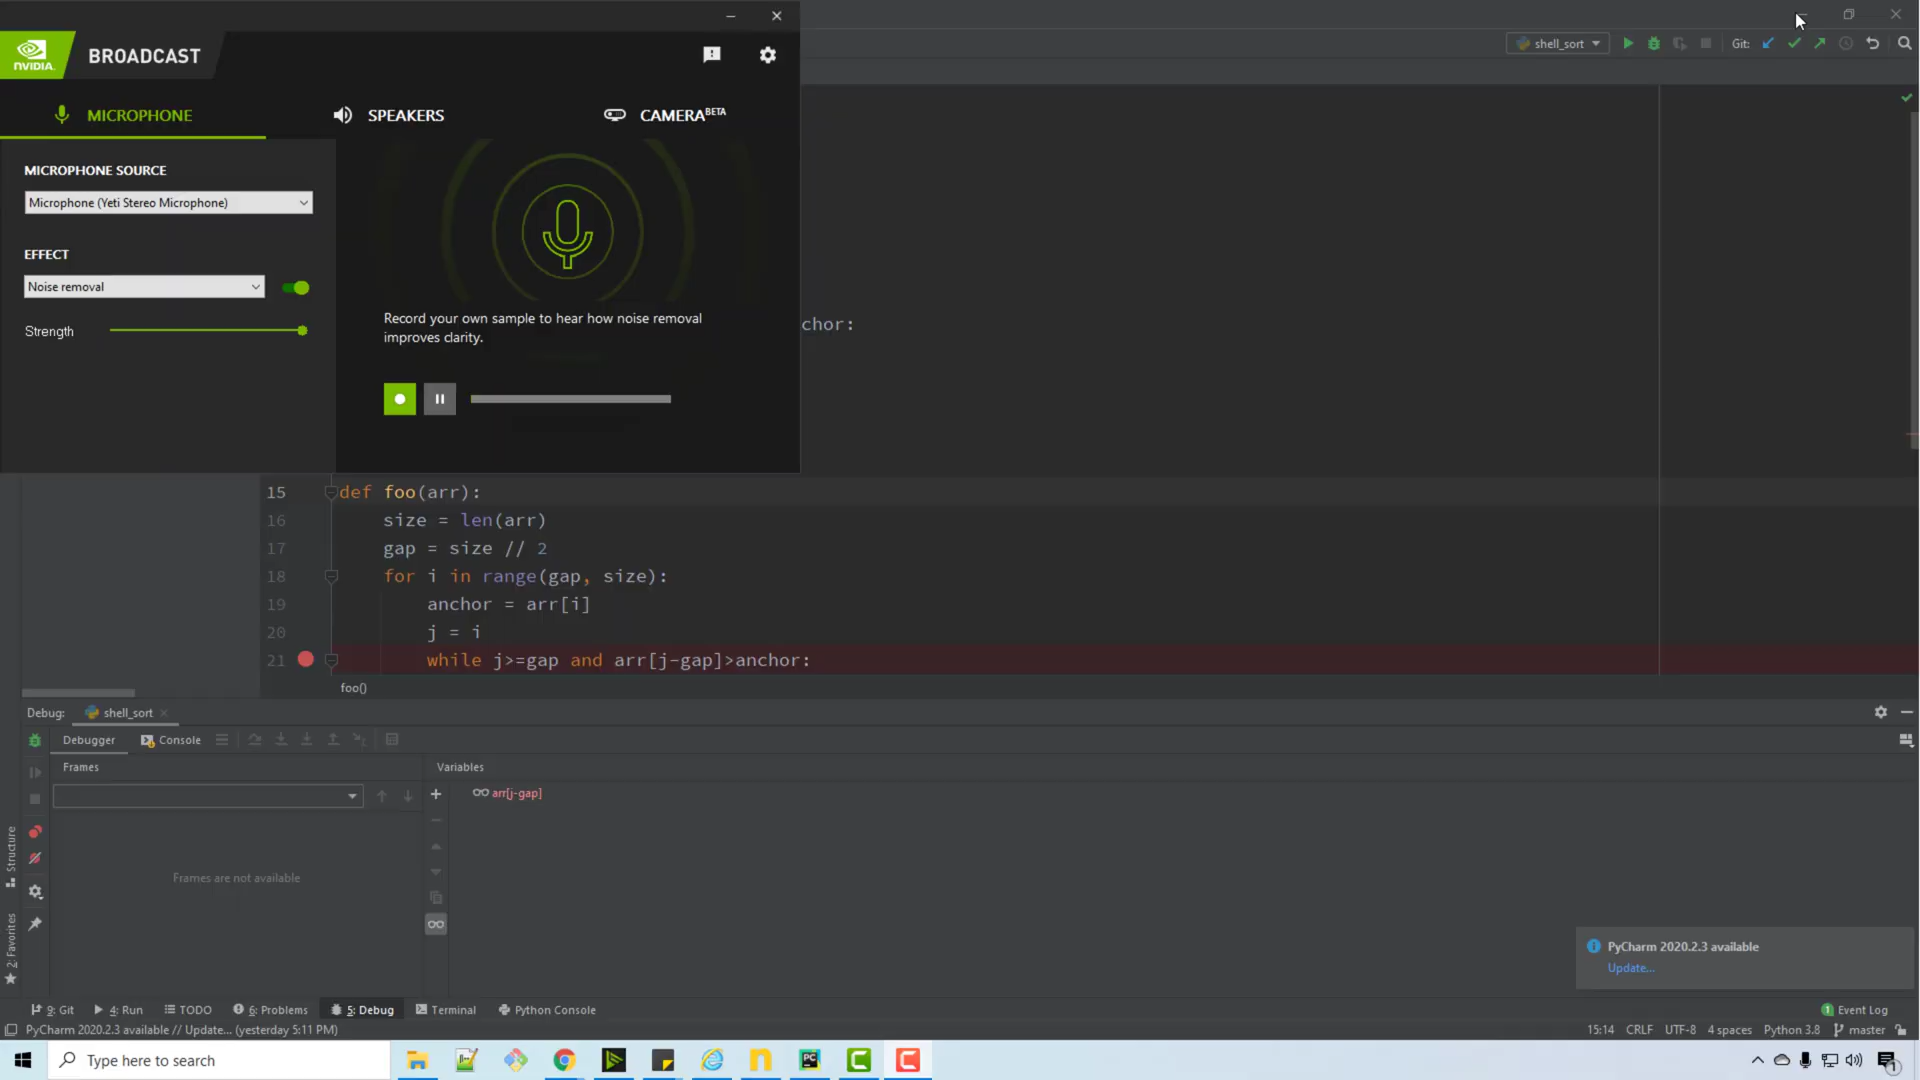 NVIDIA.
BROADCAST
MICROPHONE
SPEAKERS
CAMERA BETA
MICROPHONE SOURCE
Microphone (Yeti Stereo Microphone)
EFFECT
Noise removal
Strength
Record your own sample to hear how noise removal
improves clarity.
shell_sort
Git:
chor:
15 def foo(arr):
16 size = len(arr)
17 gap = size // 2
18 for i in range(gap, size):
19 anchor = arr[i]
20 j = i
21 while j>=gap and arr[j-gap]>anchor:
foo()
Debug: shell_sort
Debugger Console
Frames
Variables
arr[j-gap]
Frames are not available
Structure
2: Favorites
PyCharm 2020.2.3 available
Update...
9: Git 4: Run TODO 6: Problems 5: Debug Terminal Python Console
1 Event Log
PyCharm 2020.2.3 available // Update... (yesterday 5:11 PM)
15:14 CRLF UTF-8 4 spaces Python 3.8 master
Type here to search
PC
1